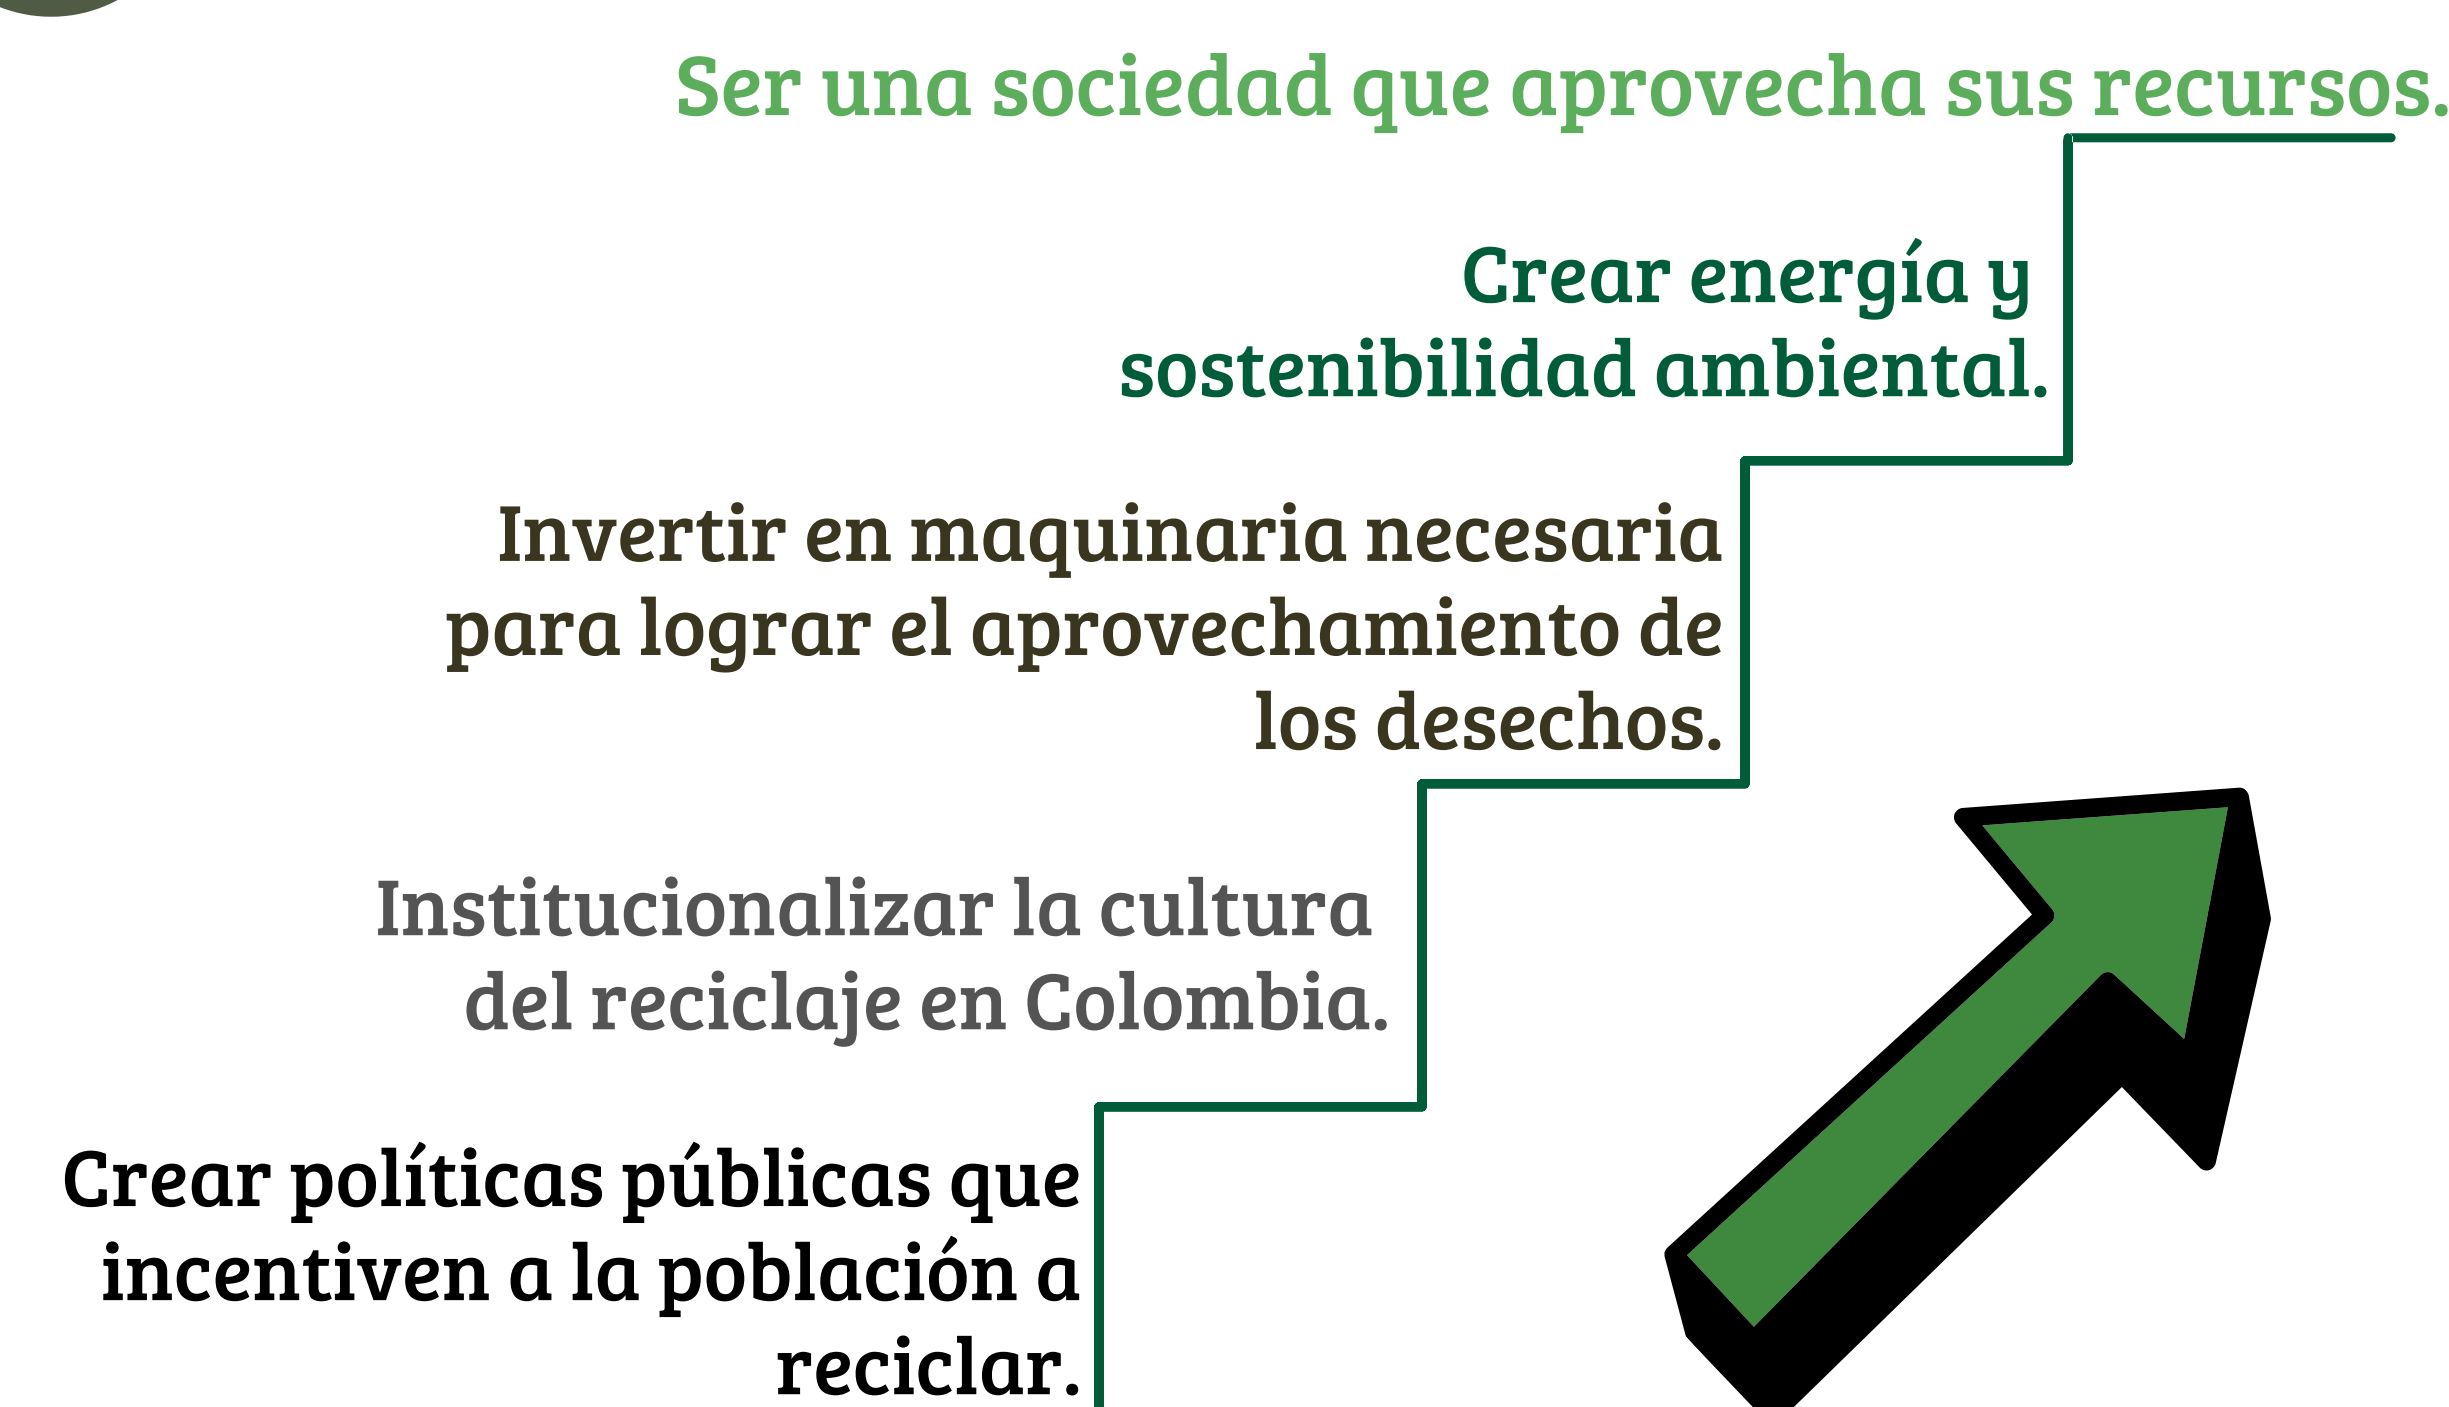 Ser una sociedad que aprovecha sus recursos.
Crear energía y
sostenibilidad ambiental.
Invertir en maquinaria necesaria
para lograr el aprovechamiento de
los desechos.
Institucionalizar la cultura
del reciclaje en Colombia.
Crear políticas públicas que
incentiven a la población a
reciclar.